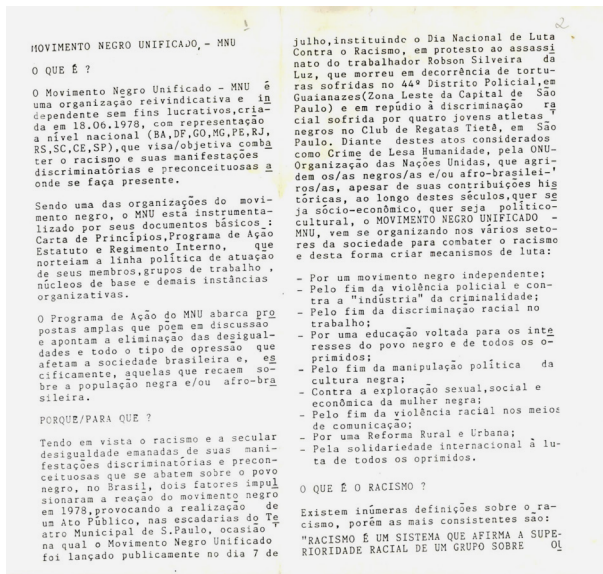 1
MOVIMENTO NEGRO UNIFICADO, - MNU
O QUE É ?
O Movimento Negro Unificado - MNU é
uma organização reivindicativa e in
dependente sem fins lucrativos,cria-
da em 18.06.1978, com representação
a nível nacional (BA,DF,GO,MG,PE,RJ,
RS,SC,CE,SP),que visa/objetiva comba
ter o racismo e suas manifestações
discriminatórias e preconceituosas a
onde se faça presente.
Sendo uma das organizações do movi-
mento negro, o MNU está instrumenta-
lizado por seus documentos básicos :
Carta de Princípios,Programa de Ação
Estatuto e Regimento Interno, que
norteiam a linha política de atuação
de seus membros,grupos de trabalho ,
núcleos de base e demais instâncias
organizativas.
O Programa de Ação do MNU abarca pro
postas amplas que põem em discussão
e apontam a eliminação das desigual-
dades e todo o tipo de opressão que
afetam a sociedade brasileira e, es
cificamente, aquelas que recaem so-
bre a população negra e/ou afro-bra
sileira.
PORQUE/PARA QUE ?
Tendo em vista o racismo e a secular
desigualdade emanadas de suas mani-
festações discriminatórias e precon-
ceituosas que se abatem sobre o povo
negro, no Brasil, dois fatores impul
sionaram a reação do movimento negro
em 1978,provocando a realização de
um Ato Público, nas escadarias do Te
atro Municipal de S.Paulo, ocasião
na qual o Movimento Negro Unificado
foi lançado publicamente no dia 7 de
2
julho,instituindo o Dia Nacional de Luta
Contra o Racismo, em protesto ao assassi
nato do trabalhador Robson Silveira da
Luz, que morreu em decorrência de tortu-
ras sofridas no 44º Distrito Policial,em
Guaianazes(Zona Leste da Capital de São
Paulo) e em repúdio à discriminação ra
cial sofrida por quatro jovens atletas
negros no Club de Regatas Tietê, em São
Paulo. Diante destes atos considerados
como Crime de Lesa Humanidade, pela ONU-
Organização das Nações Unidas, que agri-
dem os/as negros/as e/ou afro-brasilei-'
ros/as, apesar de suas contribuições his
tóricas, ao longo destes séculos,quer se
ja sócio-econômico, quer seja político-
cultural, o MOVIMENTO NEGRO UNIFICADO -
MNU, vem se organizando nos vários seto-
res da sociedade para combater o racismo
e desta forma criar mecanismos de luta:
- Por um movimento negro independente;
- Pelo fim da violência policial e con-
tra a "indústria" da criminalidade;
- Pelo fim da discriminação racial no
trabalho;
- Por uma educação voltada para os inte
resses do povo negro e de todos os o-
primidos;
- Pelo fim da manipulação política da
cultura negra;
- Contra a exploração sexual,social e
econômica da mulher negra;
- Pelo fim da violência racial nos meios
de comunicação;
- Por uma Reforma Rural e Urbana;
- Pela solidariedade internacional à lu-
ta de todos os oprimidos.
O QUE É O RACISMO ?
Existem inúmeras definições sobre o ra-
cismo, porém as mais consistentes são:
"RACISMO É UM SISTEMA QUE AFIRMA A SUPE-
RIORIDADE RACIAL DE UM GRUPO SOBRE OU